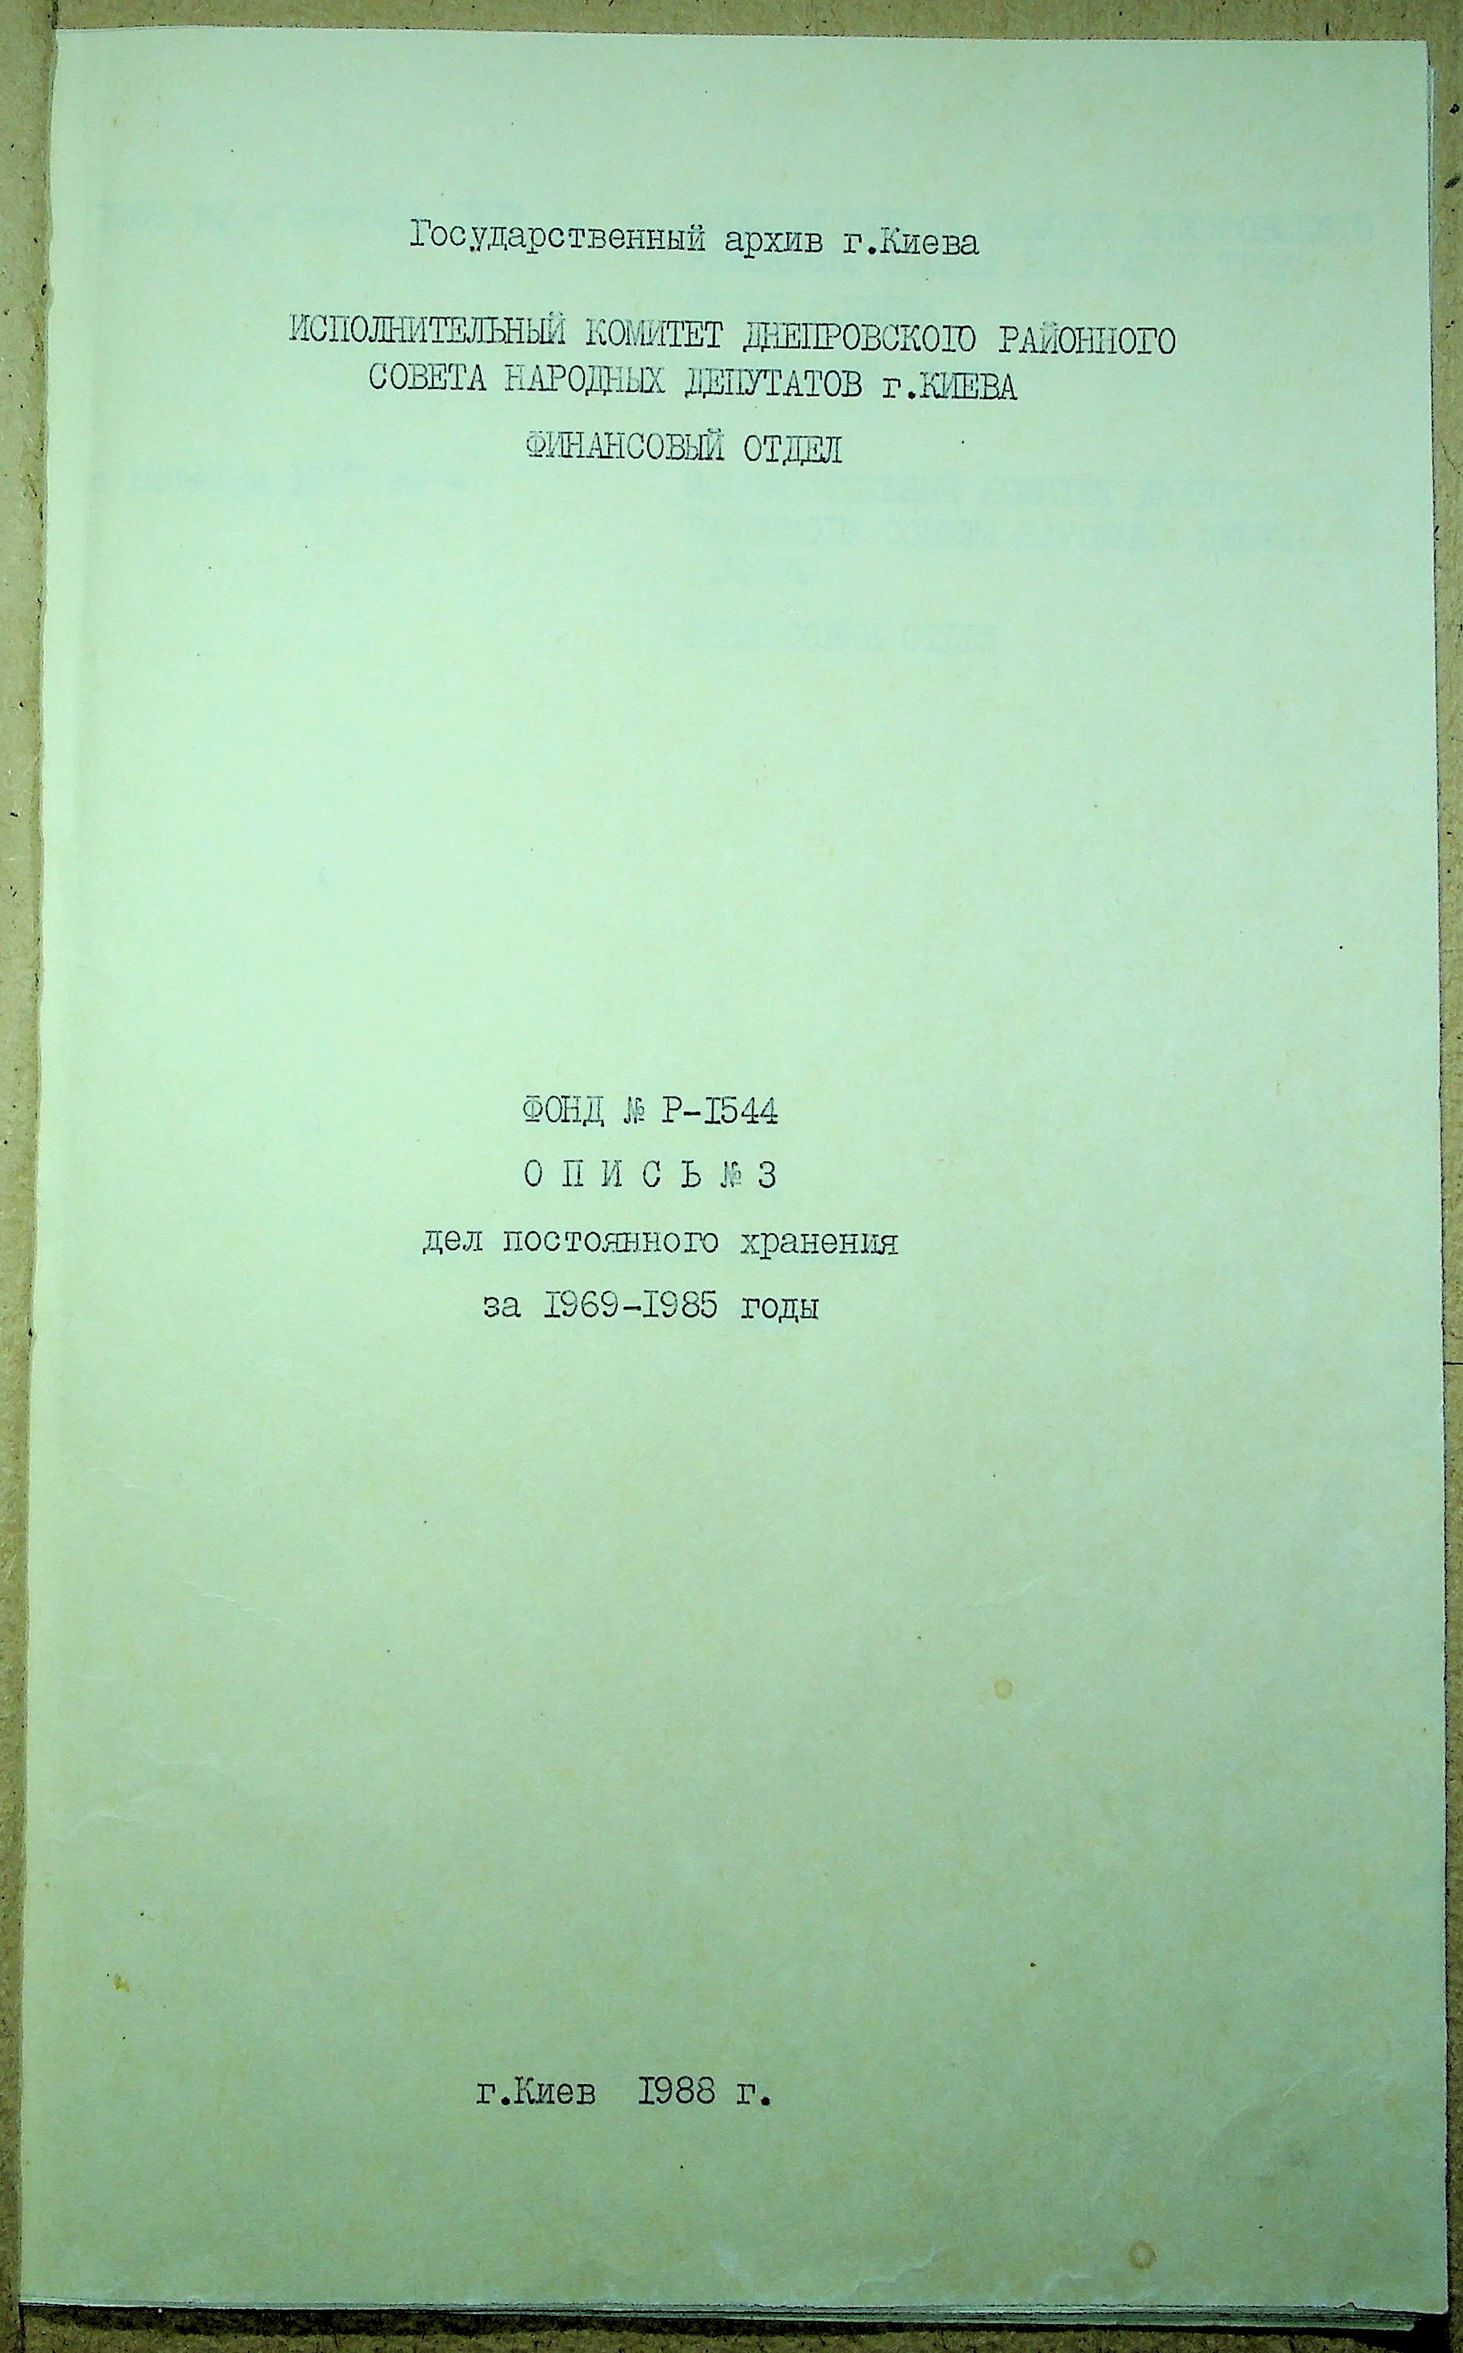 Государственный архив г.Киева
ИСПОЛНИТЕЛЬНЫЙ КОМИТЕТ ДНЕПРОВСКОГО РАЙОННОГО
СОВЕТА НАРОДНЫХ ДЕПУТАТОВ г.КИЕВА
ФИНАНСОВЫЙ ОТДЕЛ
ФОНД № Р-1544
О П И С Ь № 3
дел постоянного хранения
за 1969-1985 годы
г.Киев 1988 г.